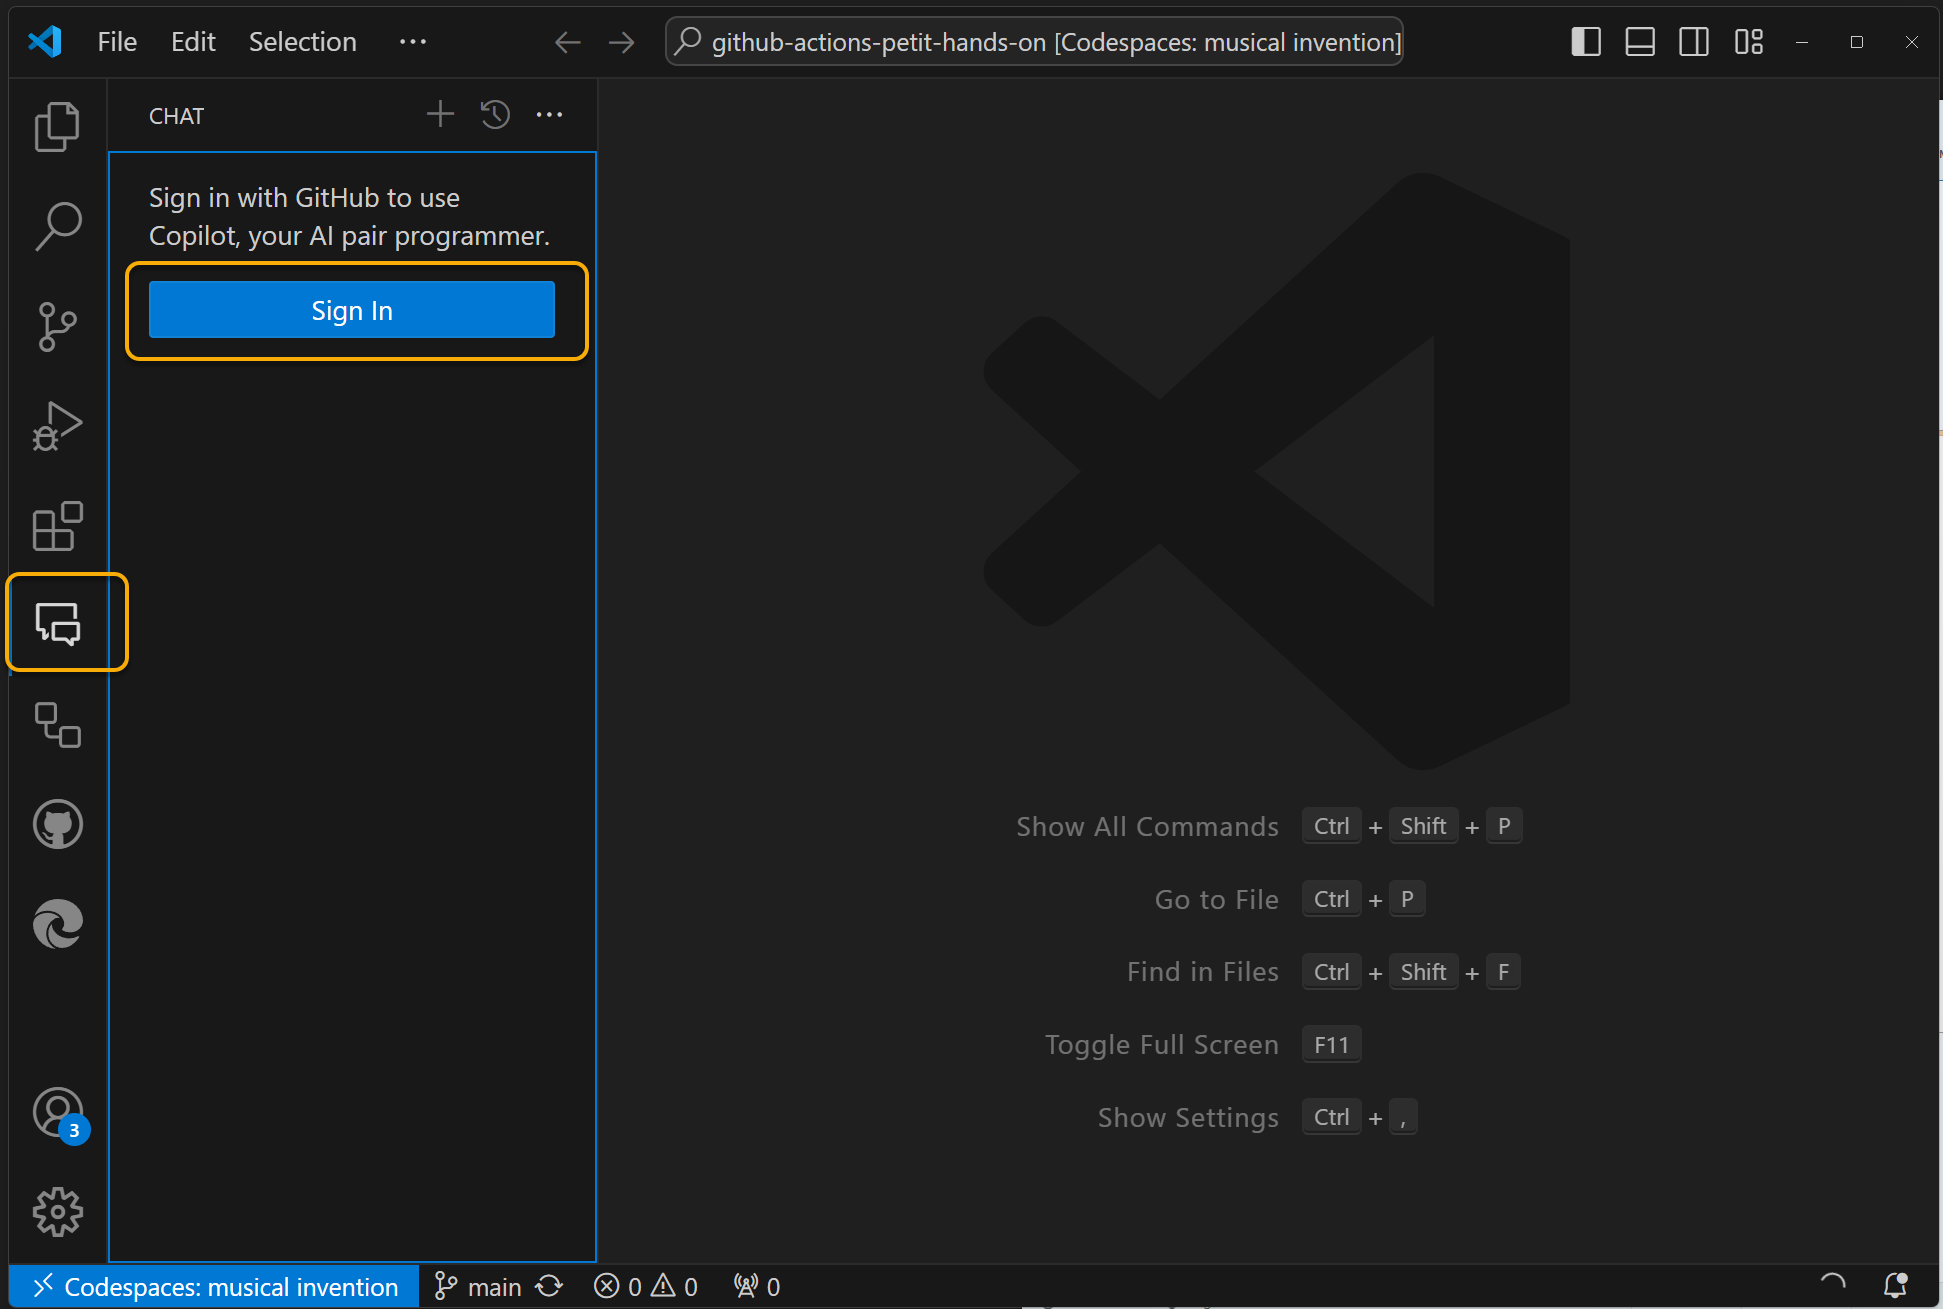 File Edit Selection ···
github-actions-petit-hands-on [Codespaces: musical invention]
CHAT
Sign in with GitHub to use
Copilot, your AI pair programmer.
Sign In
Show All Commands Ctrl + Shift + P
Go to File Ctrl + P
Find in Files Ctrl + Shift + F
Toggle Full Screen F11
Show Settings Ctrl + ,
3
Codespaces: musical invention main 0 0 0